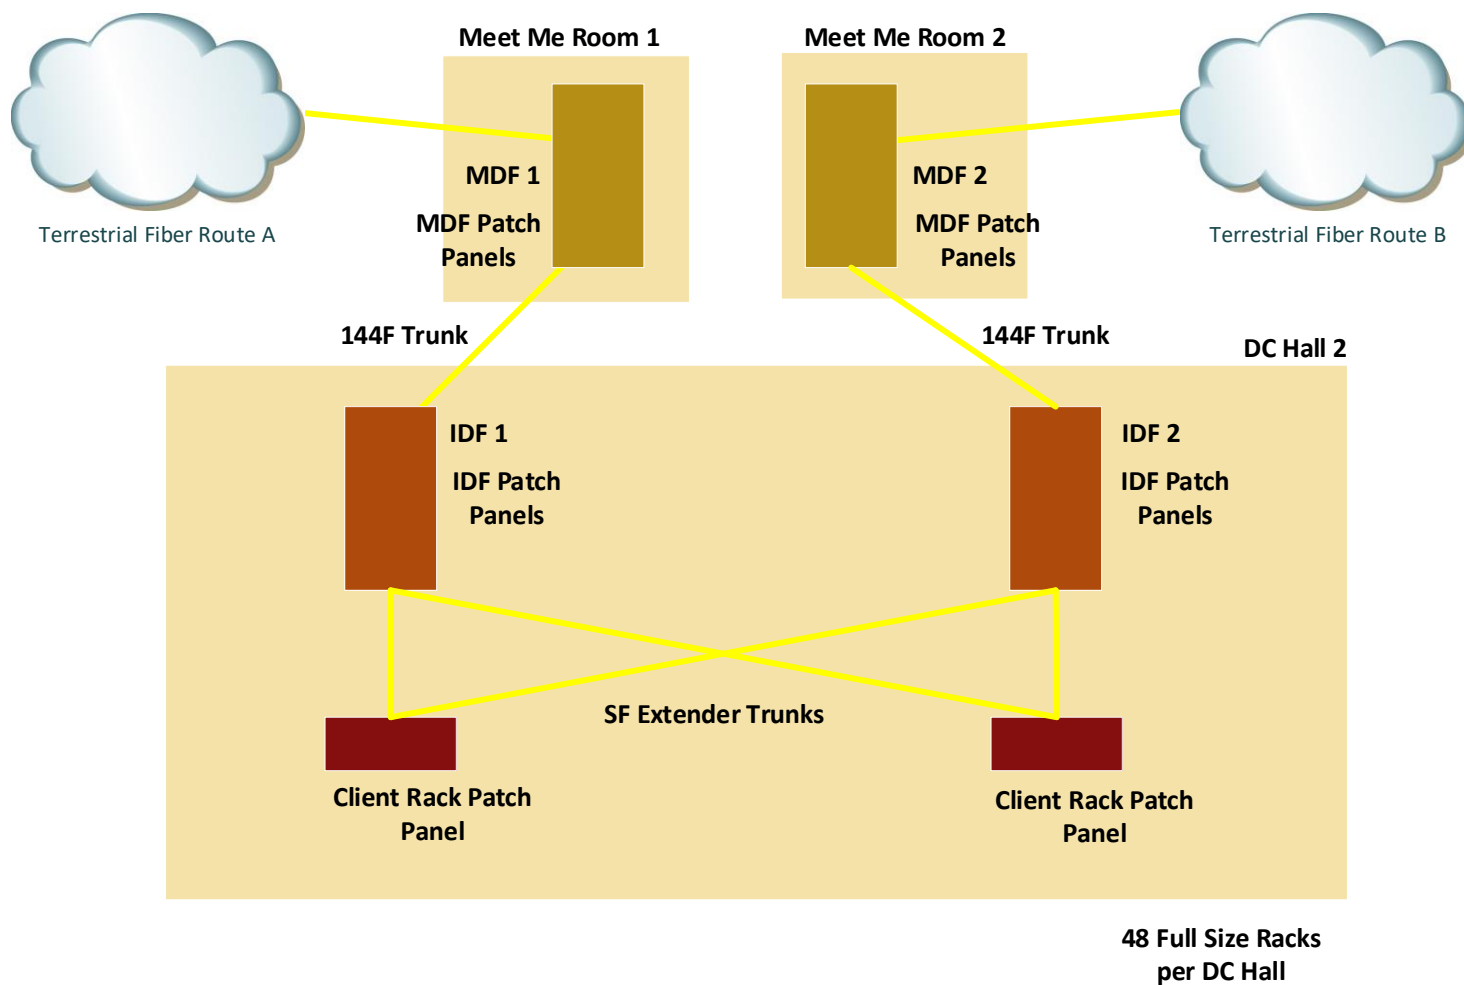 Meet Me Room 1
Meet Me Room 2
MDF 1
MDF Patch
Panels
MDF 2
MDF Patch
Panels
Terrestrial Fiber Route A
Terrestrial Fiber Route B
144F Trunk
144F Trunk
DC Hall 2
IDF 1
IDF Patch
Panels
IDF 2
IDF Patch
Panels
SF Extender Trunks
Client Rack Patch
Panel
Client Rack Patch
Panel
48 Full Size Racks
per DC Hall